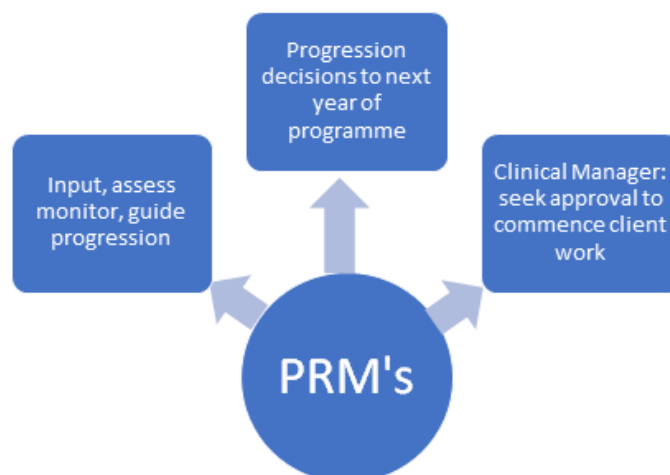 Progression
decisions to next
year of
programme
Input, assess
monitor, guide
progression
Clinical Manager:
seek approval to
commence client
work
PRM's